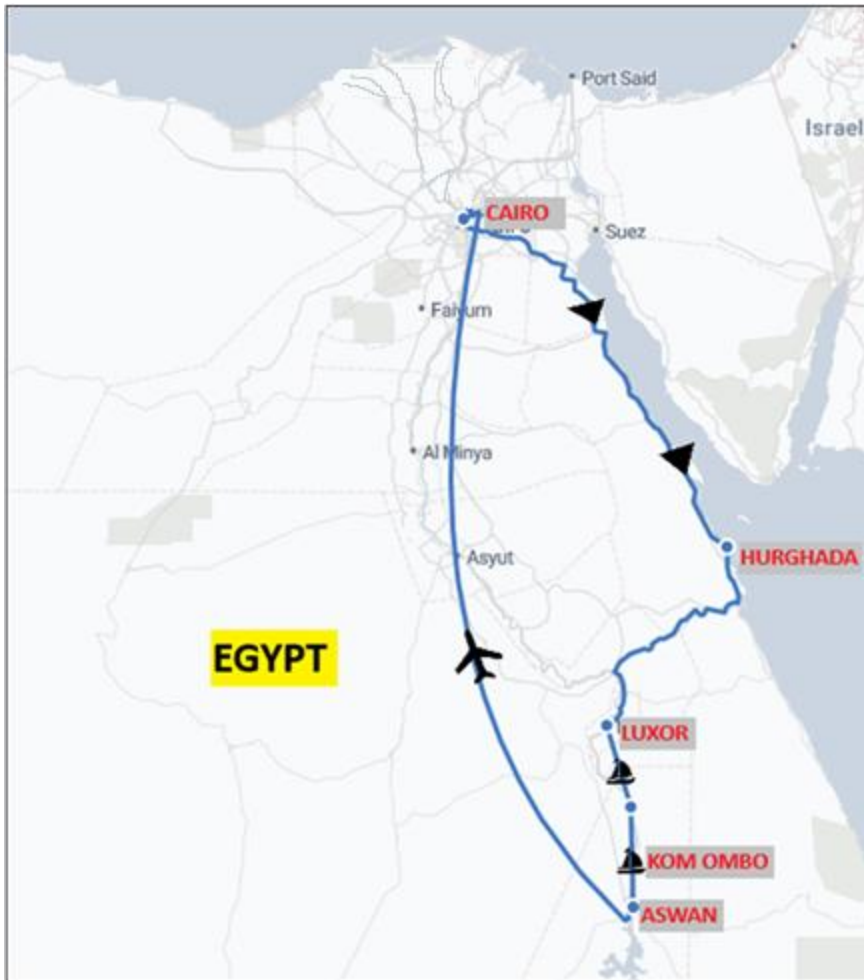 Port Said
Israel
CAIRO
Suez
Faiyum
Al Minya
HURGHADA
Asyut
EGYPT
LUXOR
KOM OMBO
ASWAN